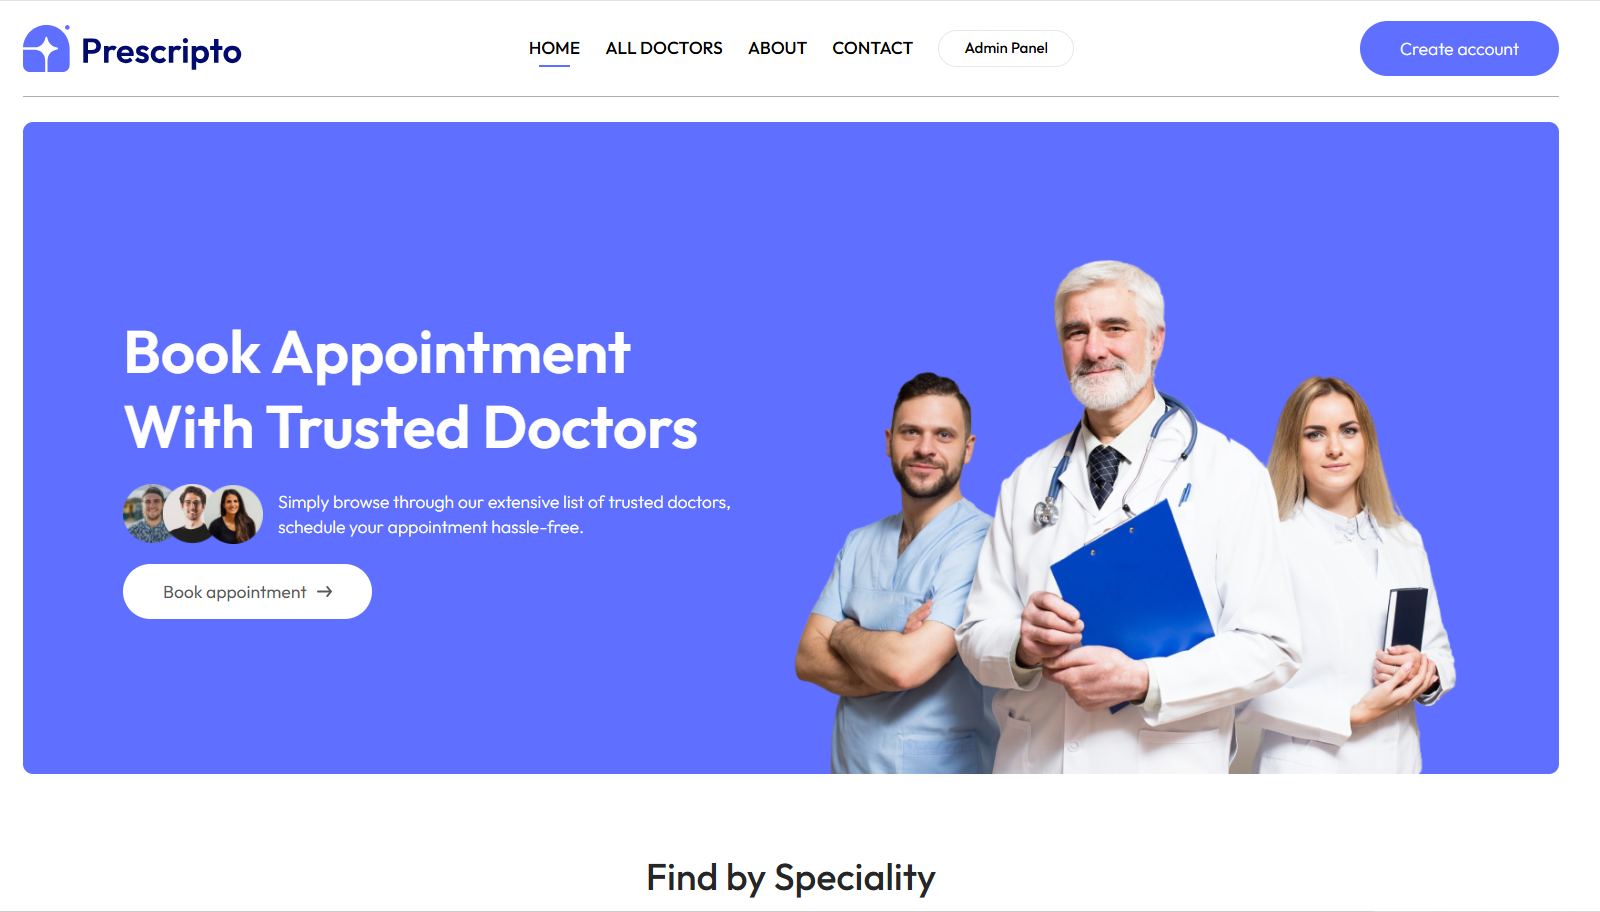 Prescripto
HOME
ALL DOCTORS
ABOUT
CONTACT
Admin Panel
Create account
Book Appointment
With Trusted Doctors
Simply browse through our extensive list of trusted doctors,
schedule your appointment hassle-free.
Book appointment →
Find by Speciality